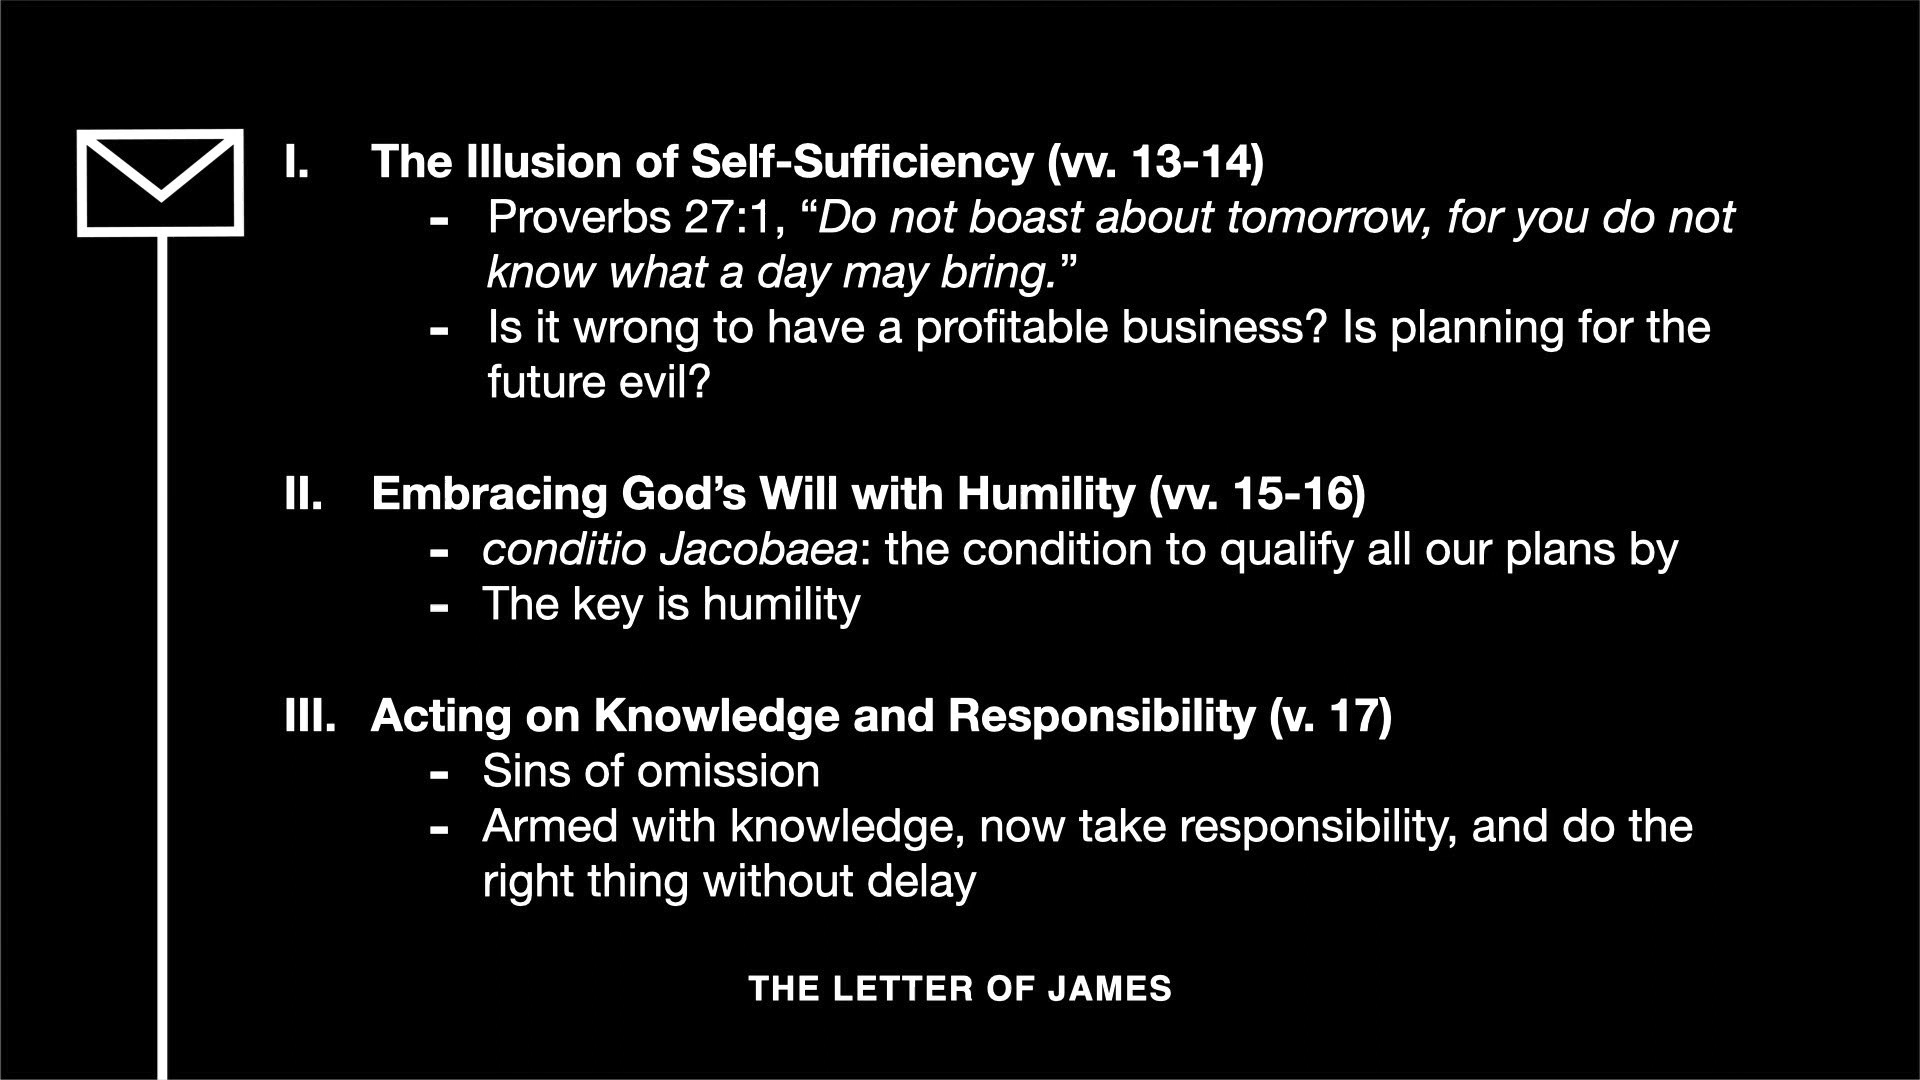 I. The Illusion of Self-Sufficiency (vv. 13-14)
- Proverbs 27:1, “Do not boast about tomorrow, for you do not
know what a day may bring.”
- Is it wrong to have a profitable business? Is planning for the
future evil?
II. Embracing God’s Will with Humility (vv. 15-16)
- conditio Jacobaea: the condition to qualify all our plans by
- The key is humility
III. Acting on Knowledge and Responsibility (v. 17)
- Sins of omission
- Armed with knowledge, now take responsibility, and do the
right thing without delay
THE LETTER OF JAMES